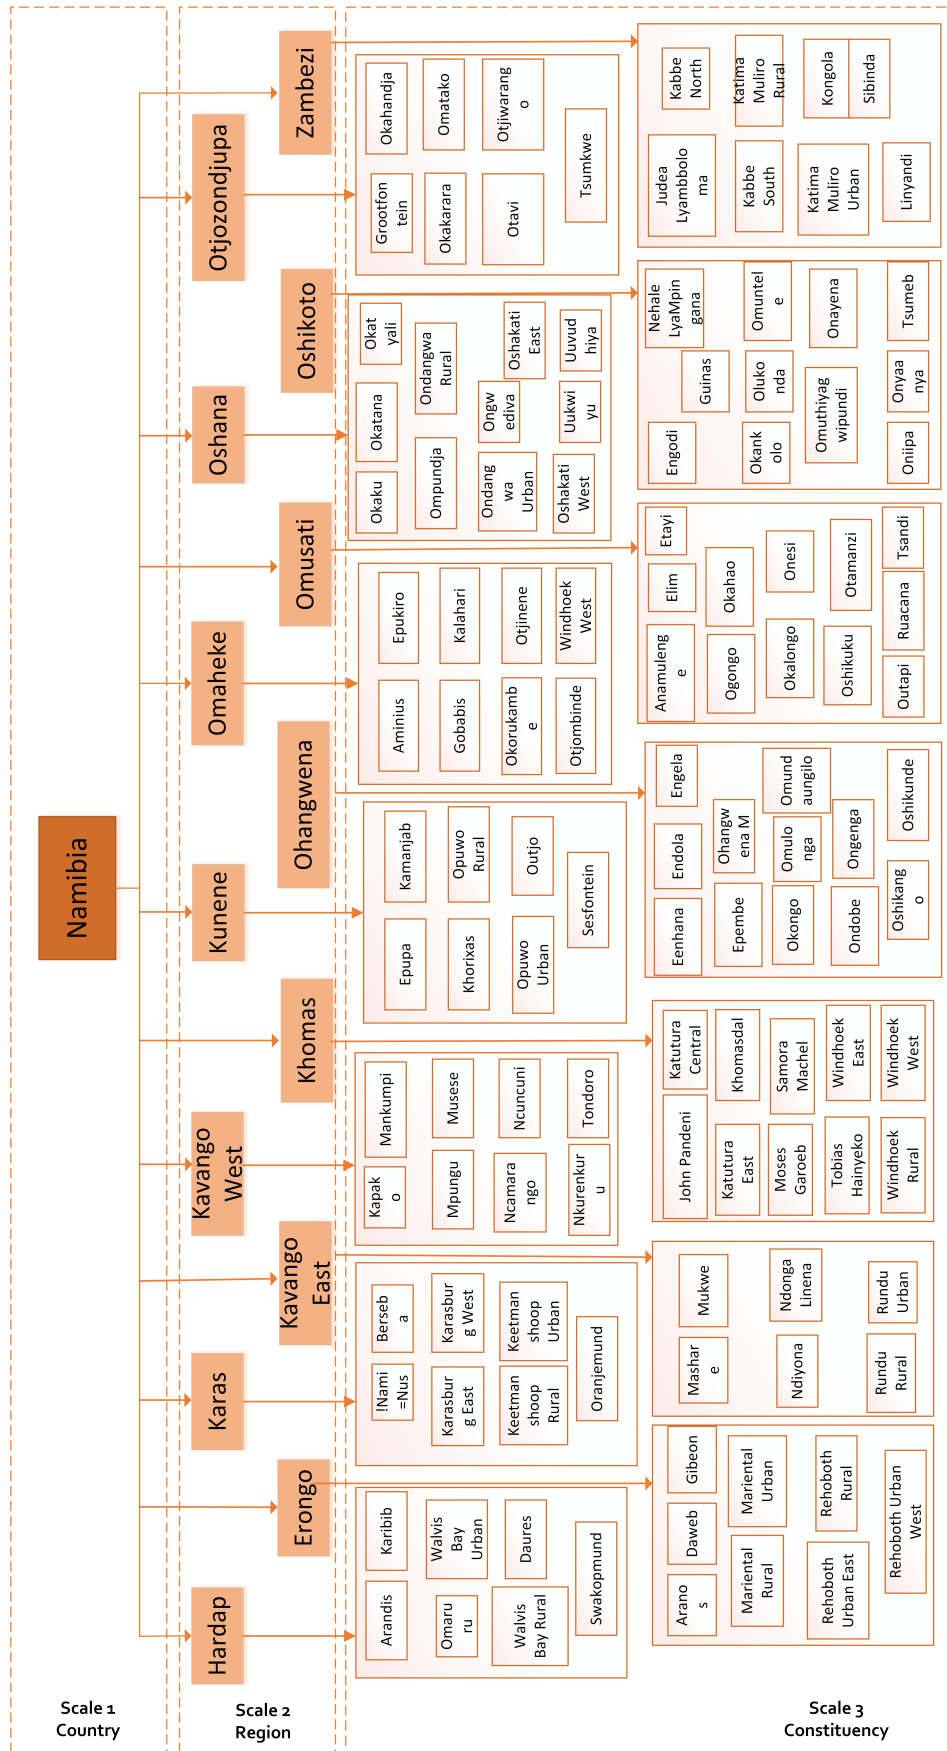 Namibia
Hardap
Erongo
Karas
Kavango
East
Kavango
West
Khomas
Kunene
Ohangwena
Omaheke
Omusati
Oshana
Oshikoto
Otjozondjupa
Zambezi
Arandis
Karibib
Omaru
ru
Walvis
Bay
Urban
Walvis
Bay Rural
Daures
Swakopmund
Arano
s
Daweb
Gibeon
Mariental
Rural
Mariental
Urban
Rehoboth
Urban East
Rehoboth
Rural
Rehoboth Urban
West
!Nami
=Nus
Berseb
a
Karasbur
g East
Karasbur
g West
Keetman
shoop
Rural
Keetman
shoop
Urban
Oranjemund
Mashar
e
Mukwe
Ndiyona
Ndonga
Linena
Rundu
Rural
Rundu
Urban
Kapak
o
Mankumpi
Mpungu
Musese
Ncamara
ngo
Ncuncuni
Nkurenkur
u
Tondoro
John Pandeni
Katutura
Central
Katutura
East
Khomasdal
Moses
Garoeb
Samora
Machel
Tobias
Hainyeko
Windhoek
East
Windhoek
Rural
Windhoek
West
Epupa
Kamanjab
Khorixas
Opuwo
Rural
Opuwo
Urban
Outjo
Sesfontein
Eenhana
Endola
Engela
Epembe
Ohangw
ena M
Okongo
Omulo
nga
Omund
aungilo
Ondobe
Ongenga
Oshikang
o
Oshikunde
Aminius
Epukiro
Gobabis
Kalahari
Okorukamb
e
Otjinene
Otjombinde
Windhoek
West
Anamuleng
e
Elim
Etayi
Ogongo
Okahao
Okalongo
Onesi
Oshikuku
Otamanzi
Outapi
Ruacana
Tsandi
Okaku
Okatana
Okat
yali
Ompundja
Ondangwa
Rural
Ondang
wa
Urban
Ongw
ediva
Oshakati
East
Oshakati
West
Uukwi
yu
Uuvud
hiya
Engodi
Guinas
Nehale
LyaMpin
gana
Okank
olo
Oluko
nda
Omuntel
e
Omuthiyag
wipundi
Onayena
Oniipa
Onyaa
nya
Tsumeb
Grootfon
tein
Okahandja
Okakarara
Omatako
Otavi
Otjiwarang
o
Tsumkwe
Judea
Lyambbolo
ma
Kabbe
North
Kabbe
South
Katima
Muliro
Rural
Katima
Muliro
Urban
Kongola
Sibinda
Linyandi
Scale 1
Country
Scale 2
Region
Scale 3
Constituency